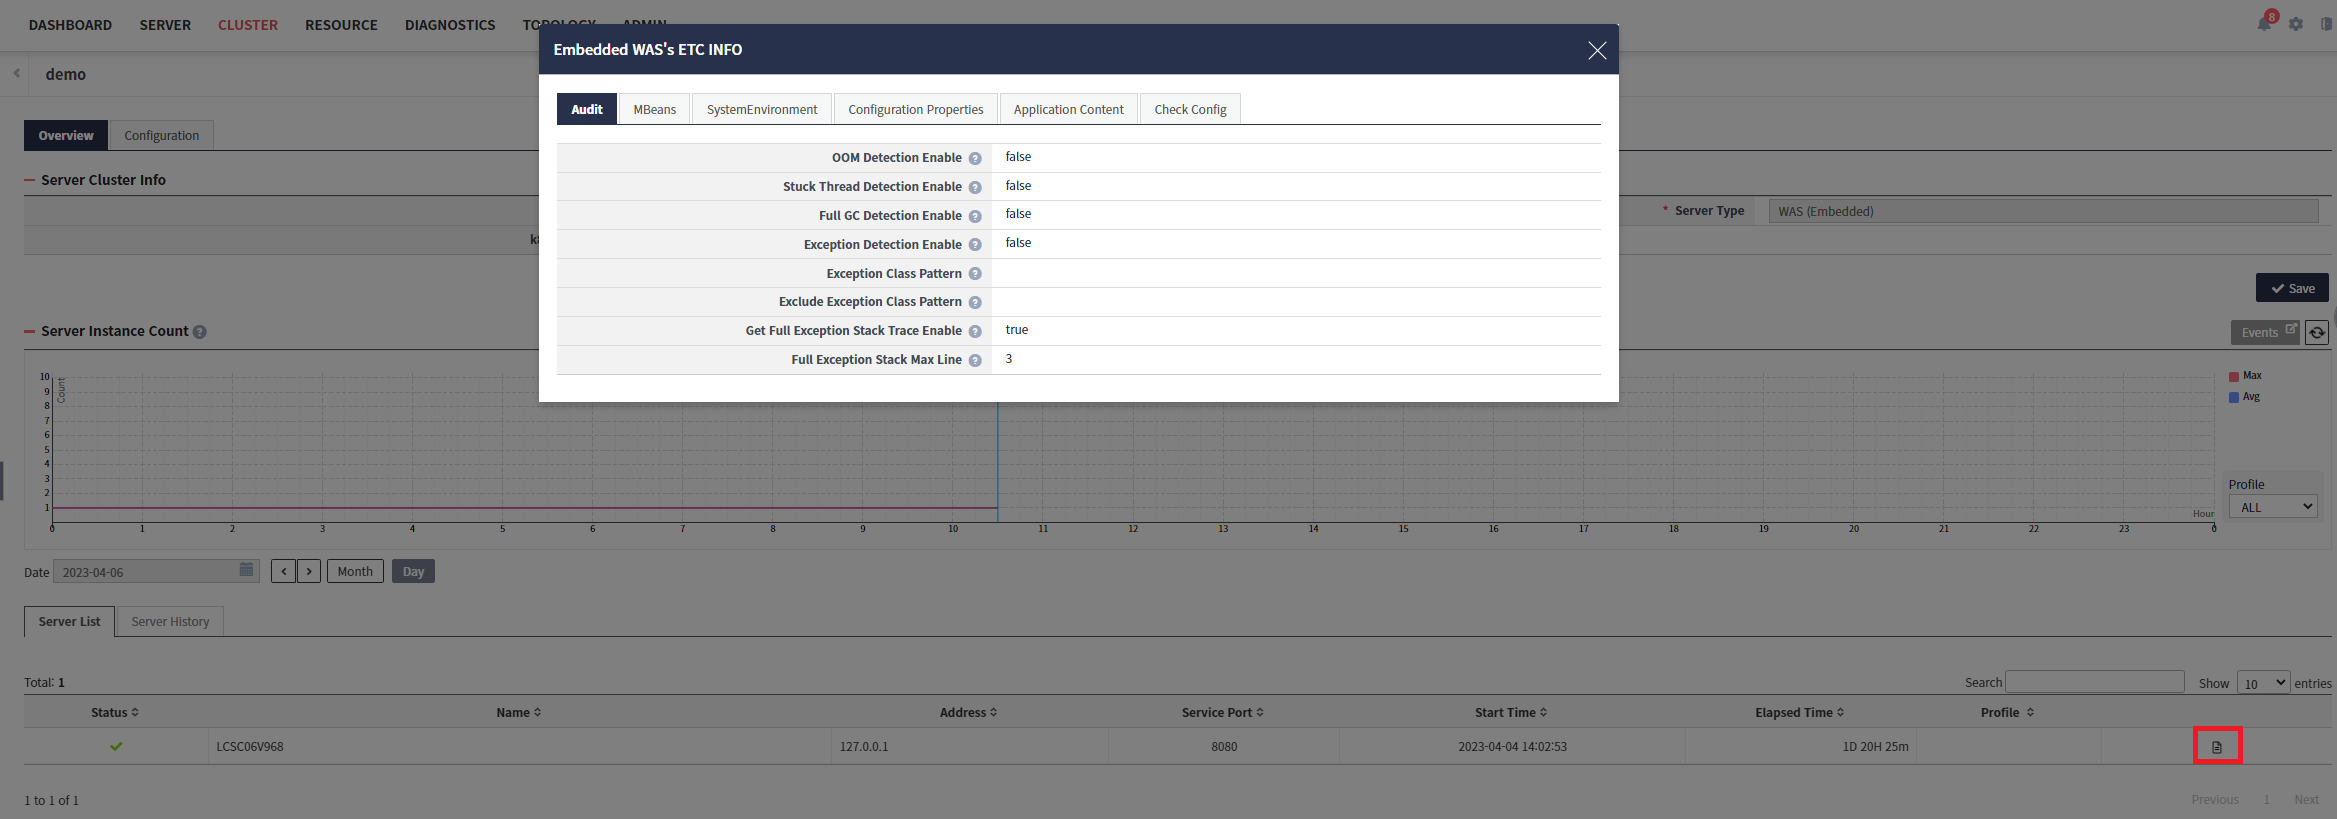 DASHBOARD SERVER CLUSTER RESOURCE DIAGNOSTICS TOPOLOGY ADMIN 8
Embedded WAS's ETC INFO
demo
Audit MBeans SystemEnvironment Configuration Properties Application Content Check Config
Overview Configuration
OOM Detection Enable ? false
Server Cluster Info
Stuck Thread Detection Enable ? false
* Server Type WAS (Embedded)
Full GC Detection Enable ? false
Exception Detection Enable ? false
Exception Class Pattern ?
Save
Exclude Exception Class Pattern ?
Server Instance Count ?
Get Full Exception Stack Trace Enable ? true
Events
Full Exception Stack Max Line ? 3
Count
10
9
8
7
6
5
4
3
2
1
Max
Avg
Profile
ALL
Hour
0 1 2 3 4 5 6 7 8 9 10 11 12 13 14 15 16 17 18 19 20 21 22 23 0
Date 2023-04-06 < > Month Day
Server List Server History
Total: 1
Search Show 10 entries
Status Name Address Service Port Start Time Elapsed Time Profile
LCSC06V968 127.0.0.1 8080 2023-04-04 14:02:53 1D 20H 25m
1 to 1 of 1
Previous 1 Next